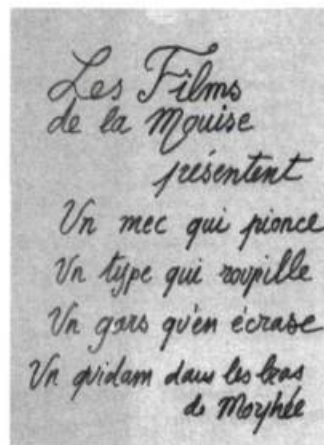 Les Films
de la Mouise
présentent
Un mec qui pionce
Un type qui roupille
Un gars qu'en écrase
Un quidam dans les bras
de Morphée